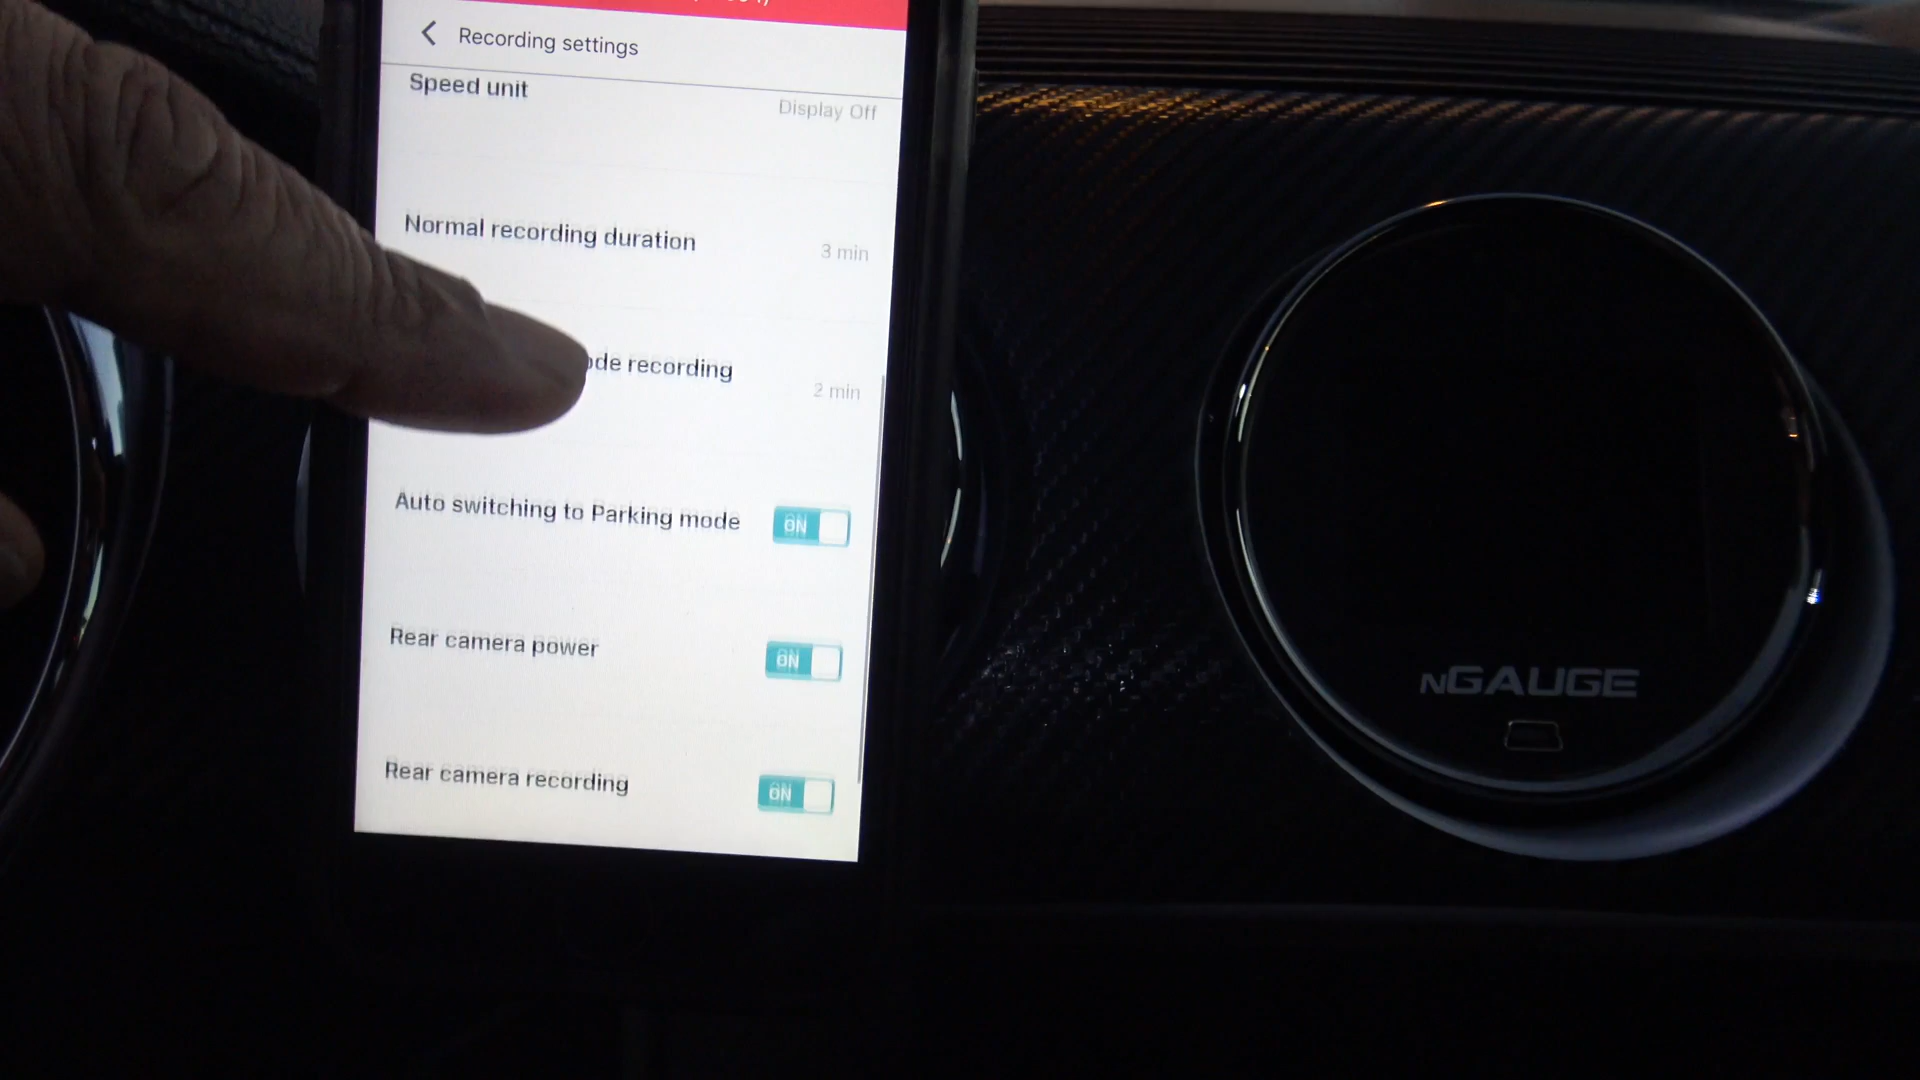 Recording settings
Speed unit
Display Off
Normal recording duration
3 min
recording
2 min
Auto switching to Parking mode
ON
Rear camera power
ON
Rear camera recording
ON
nGAUGE